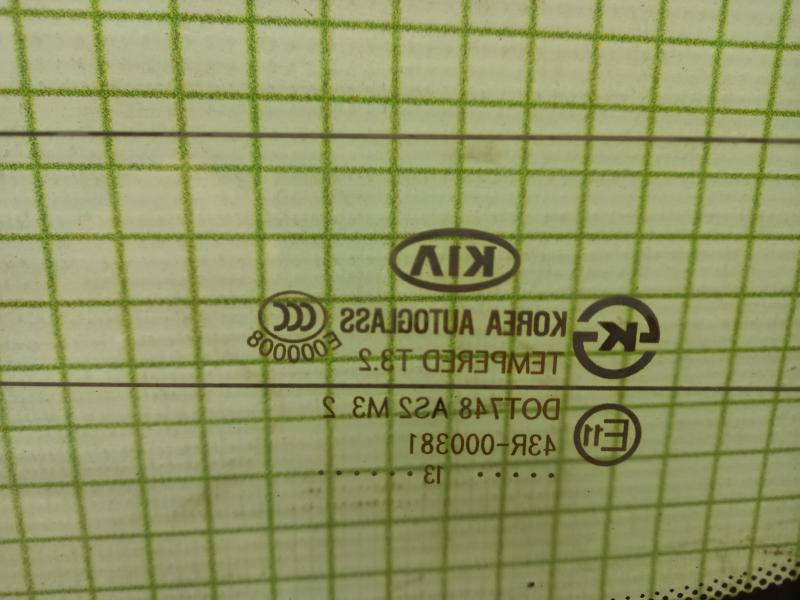 KIA
KOREA AUTOGLASS CCC
E000008
TEMPERED T3.2
DOT748 AS2 M3 2
E11 43R-000381
..... 13 .......